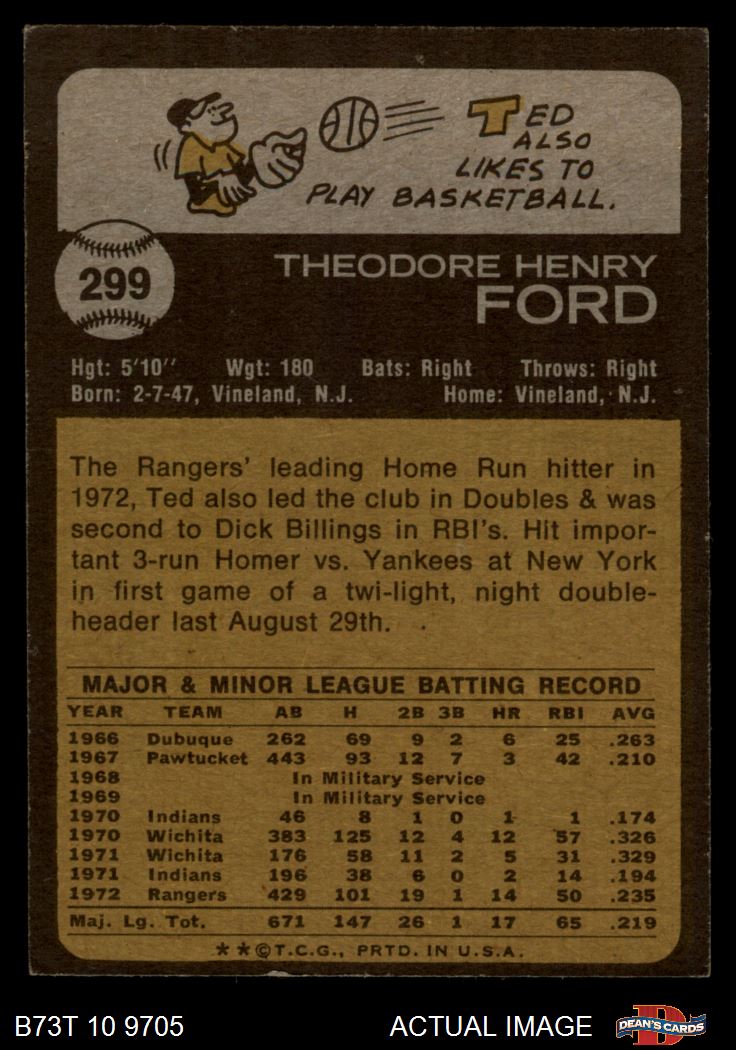 TED
ALSO
LIKES TO
PLAY BASKETBALL.
299
THEODORE HENRY
FORD
Hgt: 5'10'' Wgt: 180 Bats: Right Throws: Right
Born: 2-7-47, Vineland, N.J. Home: Vineland, N.J.
The Rangers' leading Home Run hitter in
1972, Ted also led the club in Doubles & was
second to Dick Billings in RBI's. Hit impor-
tant 3-run Homer vs. Yankees at New York
in first game of a twi-light, night double-
header last August 29th.
MAJOR & MINOR LEAGUE BATTING RECORD
YEAR TEAM AB H 2B 3B HR RBI AVG
1966 Dubuque 262 69 9 2 6 25 .263
1967 Pawtucket 443 93 12 7 3 42 .210
1968 In Military Service
1969 In Military Service
1970 Indians 46 8 1 0 1 1 .174
1970 Wichita 383 125 12 4 12 57 .326
1971 Wichita 176 58 11 2 5 31 .329
1971 Indians 196 38 6 0 2 14 .194
1972 Rangers 429 101 19 1 14 50 .235
Maj. Lg. Tot. 671 147 26 1 17 65 .219
**©T.C.G., PRTD. IN U.S.A.
B73T 10 9705 ACTUAL IMAGE DEAN'S CARDS